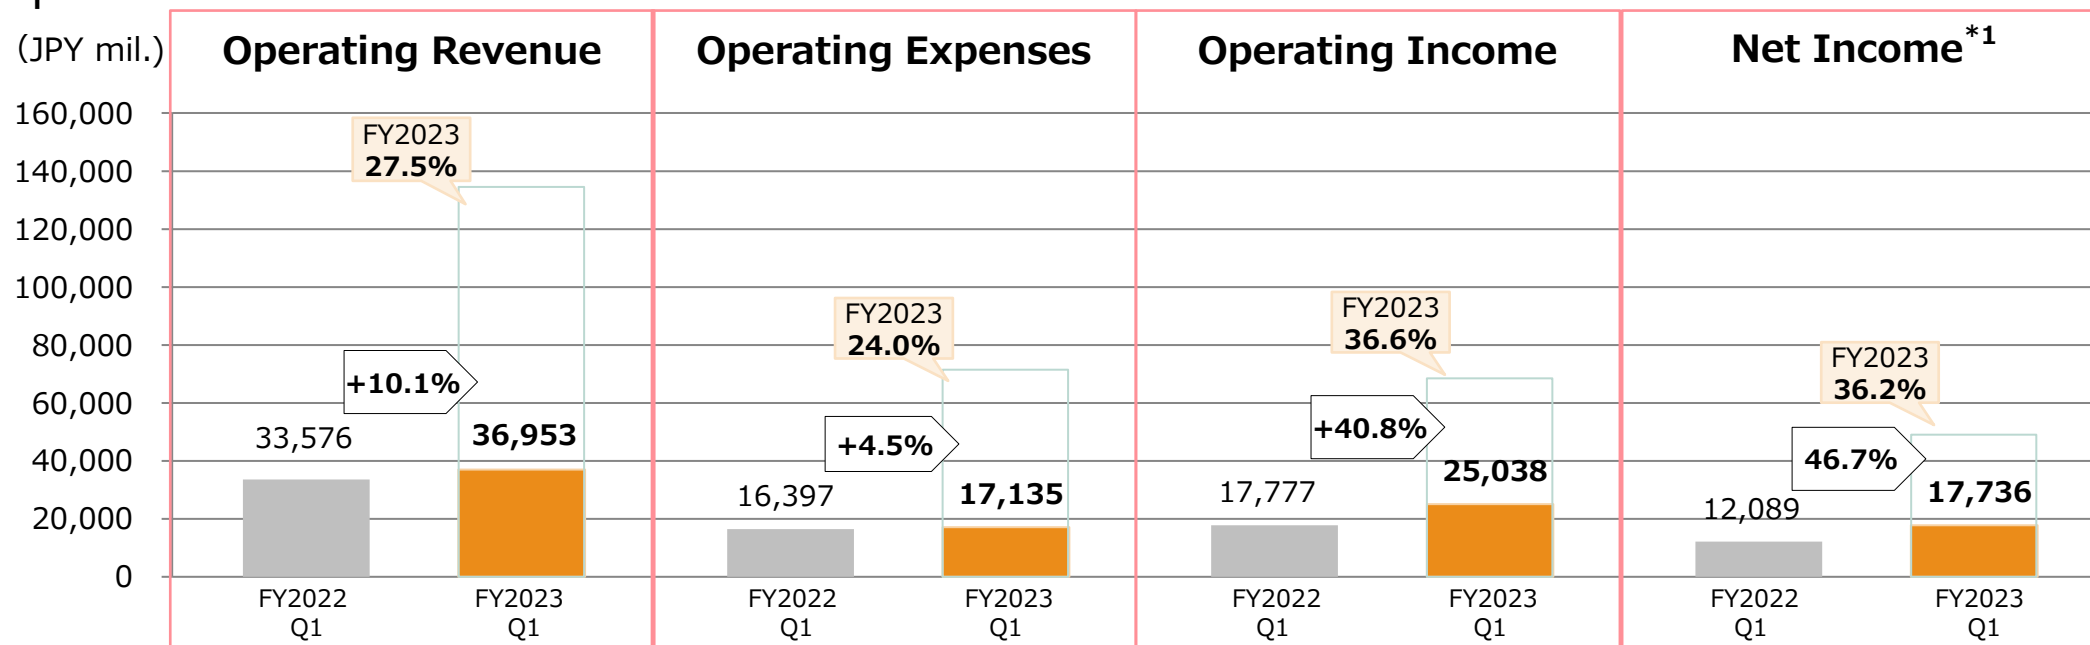 (JPY mil.)
Operating Revenue
Operating Expenses
Operating Income
Net Income*1
160,000
140,000
120,000
100,000
80,000
60,000
40,000
20,000
0
FY2023
27.5%
+10.1%
33,576
36,953
FY2022
Q1
FY2023
Q1
FY2023
24.0%
+4.5%
16,397
17,135
FY2022
Q1
FY2023
Q1
FY2023
36.6%
+40.8%
17,777
25,038
FY2022
Q1
FY2023
Q1
FY2023
36.2%
46.7%
12,089
17,736
FY2022
Q1
FY2023
Q1